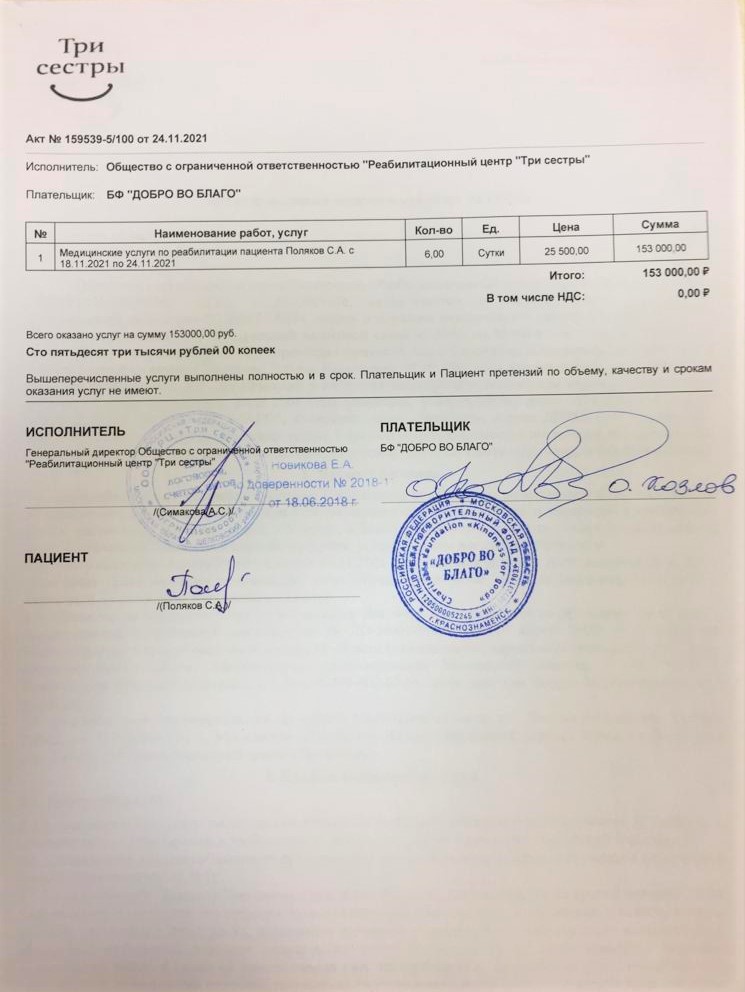 Три
сестры
Акт № 159539-5/100 от 24.11.2021
Исполнитель: Общество с ограниченной ответственностью "Реабилитационный центр "Три сестры"
Плательщик: БФ "ДОБРО ВО БЛАГО"
№ Наименование работ, услуг Кол-во Ед. Цена Сумма
1 Медицинские услуги по реабилитации пациента Поляков С.А. с 6,00 Сутки 25 500,00 153 000,00
18.11.2021 по 24.11.2021
Итого: 153 000,00 ₽
В том числе НДС: 0,00 ₽
Всего оказано услуг на сумму 153000,00 руб.
Сто пятьдесят три тысячи рублей 00 копеек
Вышеперечисленные услуги выполнены полностью и в срок. Плательщик и Пациент претензий по объему, качеству и срокам
оказания услуг не имеют.
ИСПОЛНИТЕЛЬ
Генеральный директор Общество с ограниченной ответственностью
"Реабилитационный центр "Три сестры"
Новикова Е.А.
доверенности № 2018-1
от 18.06.2018 г.
/(Симакова А.С.)/
ПЛАТЕЛЬЩИК
БФ "ДОБРО ВО БЛАГО"
О. Козлов
ПАЦИЕНТ
/(Поляков С.А.)/
РОССИЙСКАЯ ФЕДЕРАЦИЯ * МОСКОВСКАЯ ОБЛАСТЬ
БЛАГОТВОРИТЕЛЬНЫЙ ФОНД
«ДОБРО ВО
БЛАГО»
Charitable Foundation «Kindness for good»
г. КРАСНОЗНАМЕНСК